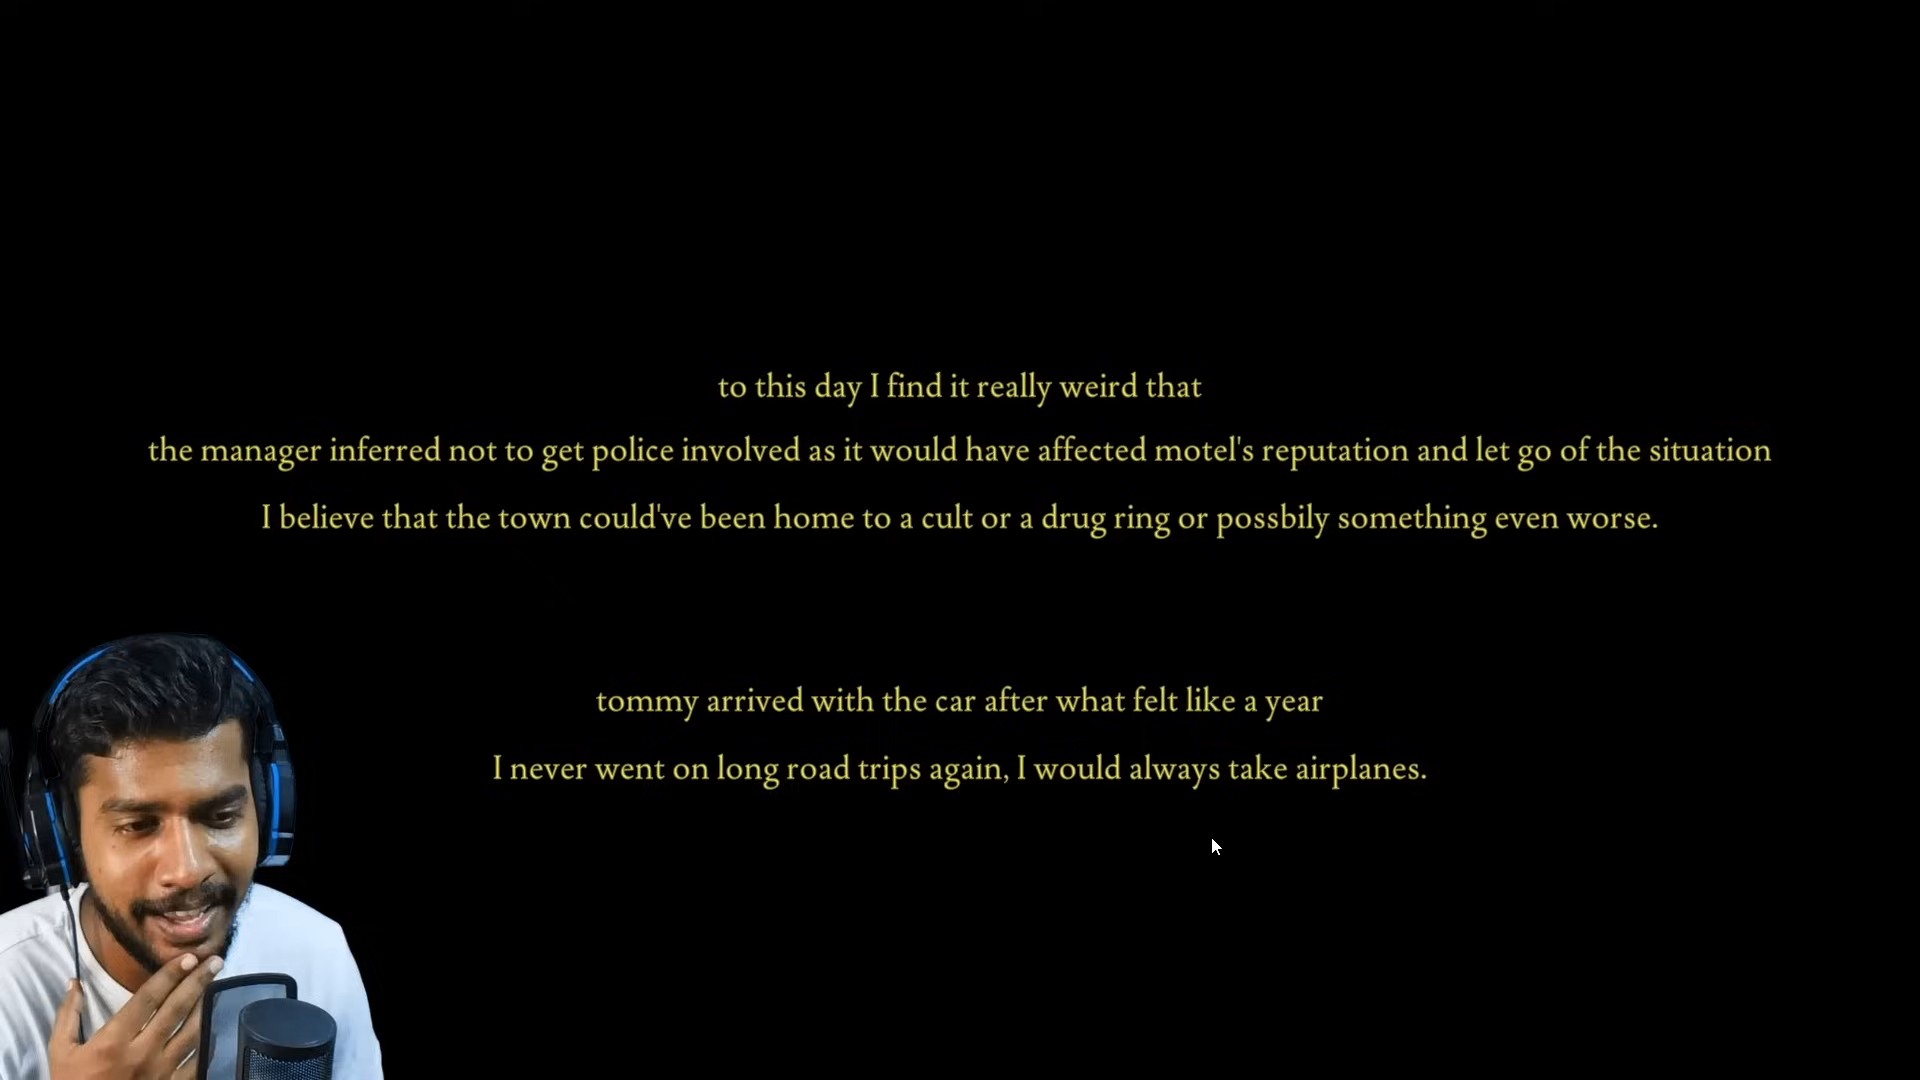 to this day I find it really weird that
the manager inferred not to get police involved as it would have affected motel's reputation and let go of the situation
I believe that the town could've been home to a cult or a drug ring or possbily something even worse.
tommy arrived with the car after what felt like a year
I never went on long road trips again, I would always take airplanes.